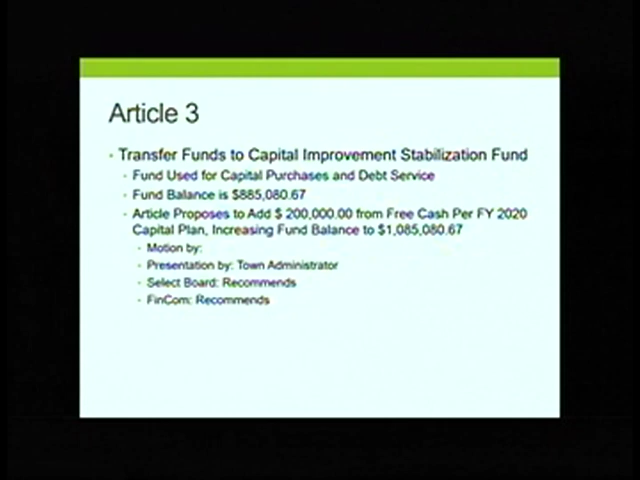 Article 3
Transfer Funds to Capital Improvement Stabilization Fund
Fund Used for Capital Purchases and Debt Service
Fund Balance is $885,080.67
Article Proposes to Add $ 200,000.00 from Free Cash Per FY 2020
Capital Plan, Increasing Fund Balance to $1,085,080.67
Motion by:
Presentation by: Town Administrator
Select Board: Recommends
FinCom: Recommends